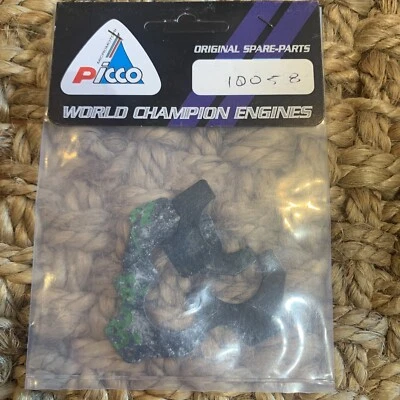 PICCO
ORIGINAL SPARE-PARTS
10058
WORLD CHAMPION ENGINES